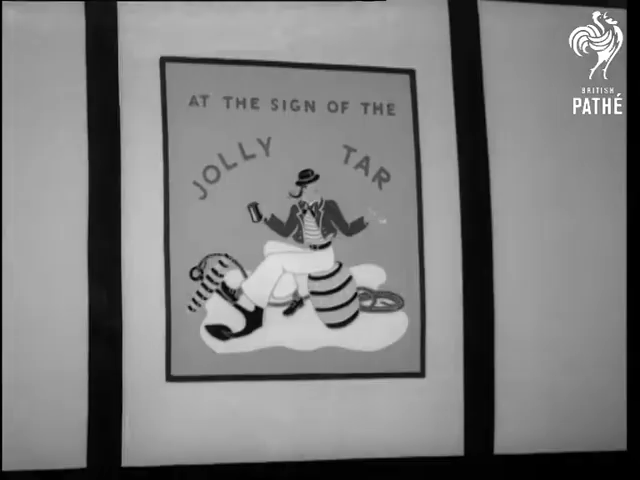 AT THE SIGN OF THE
JOLLY TAR
BRITISH
PATHÉ